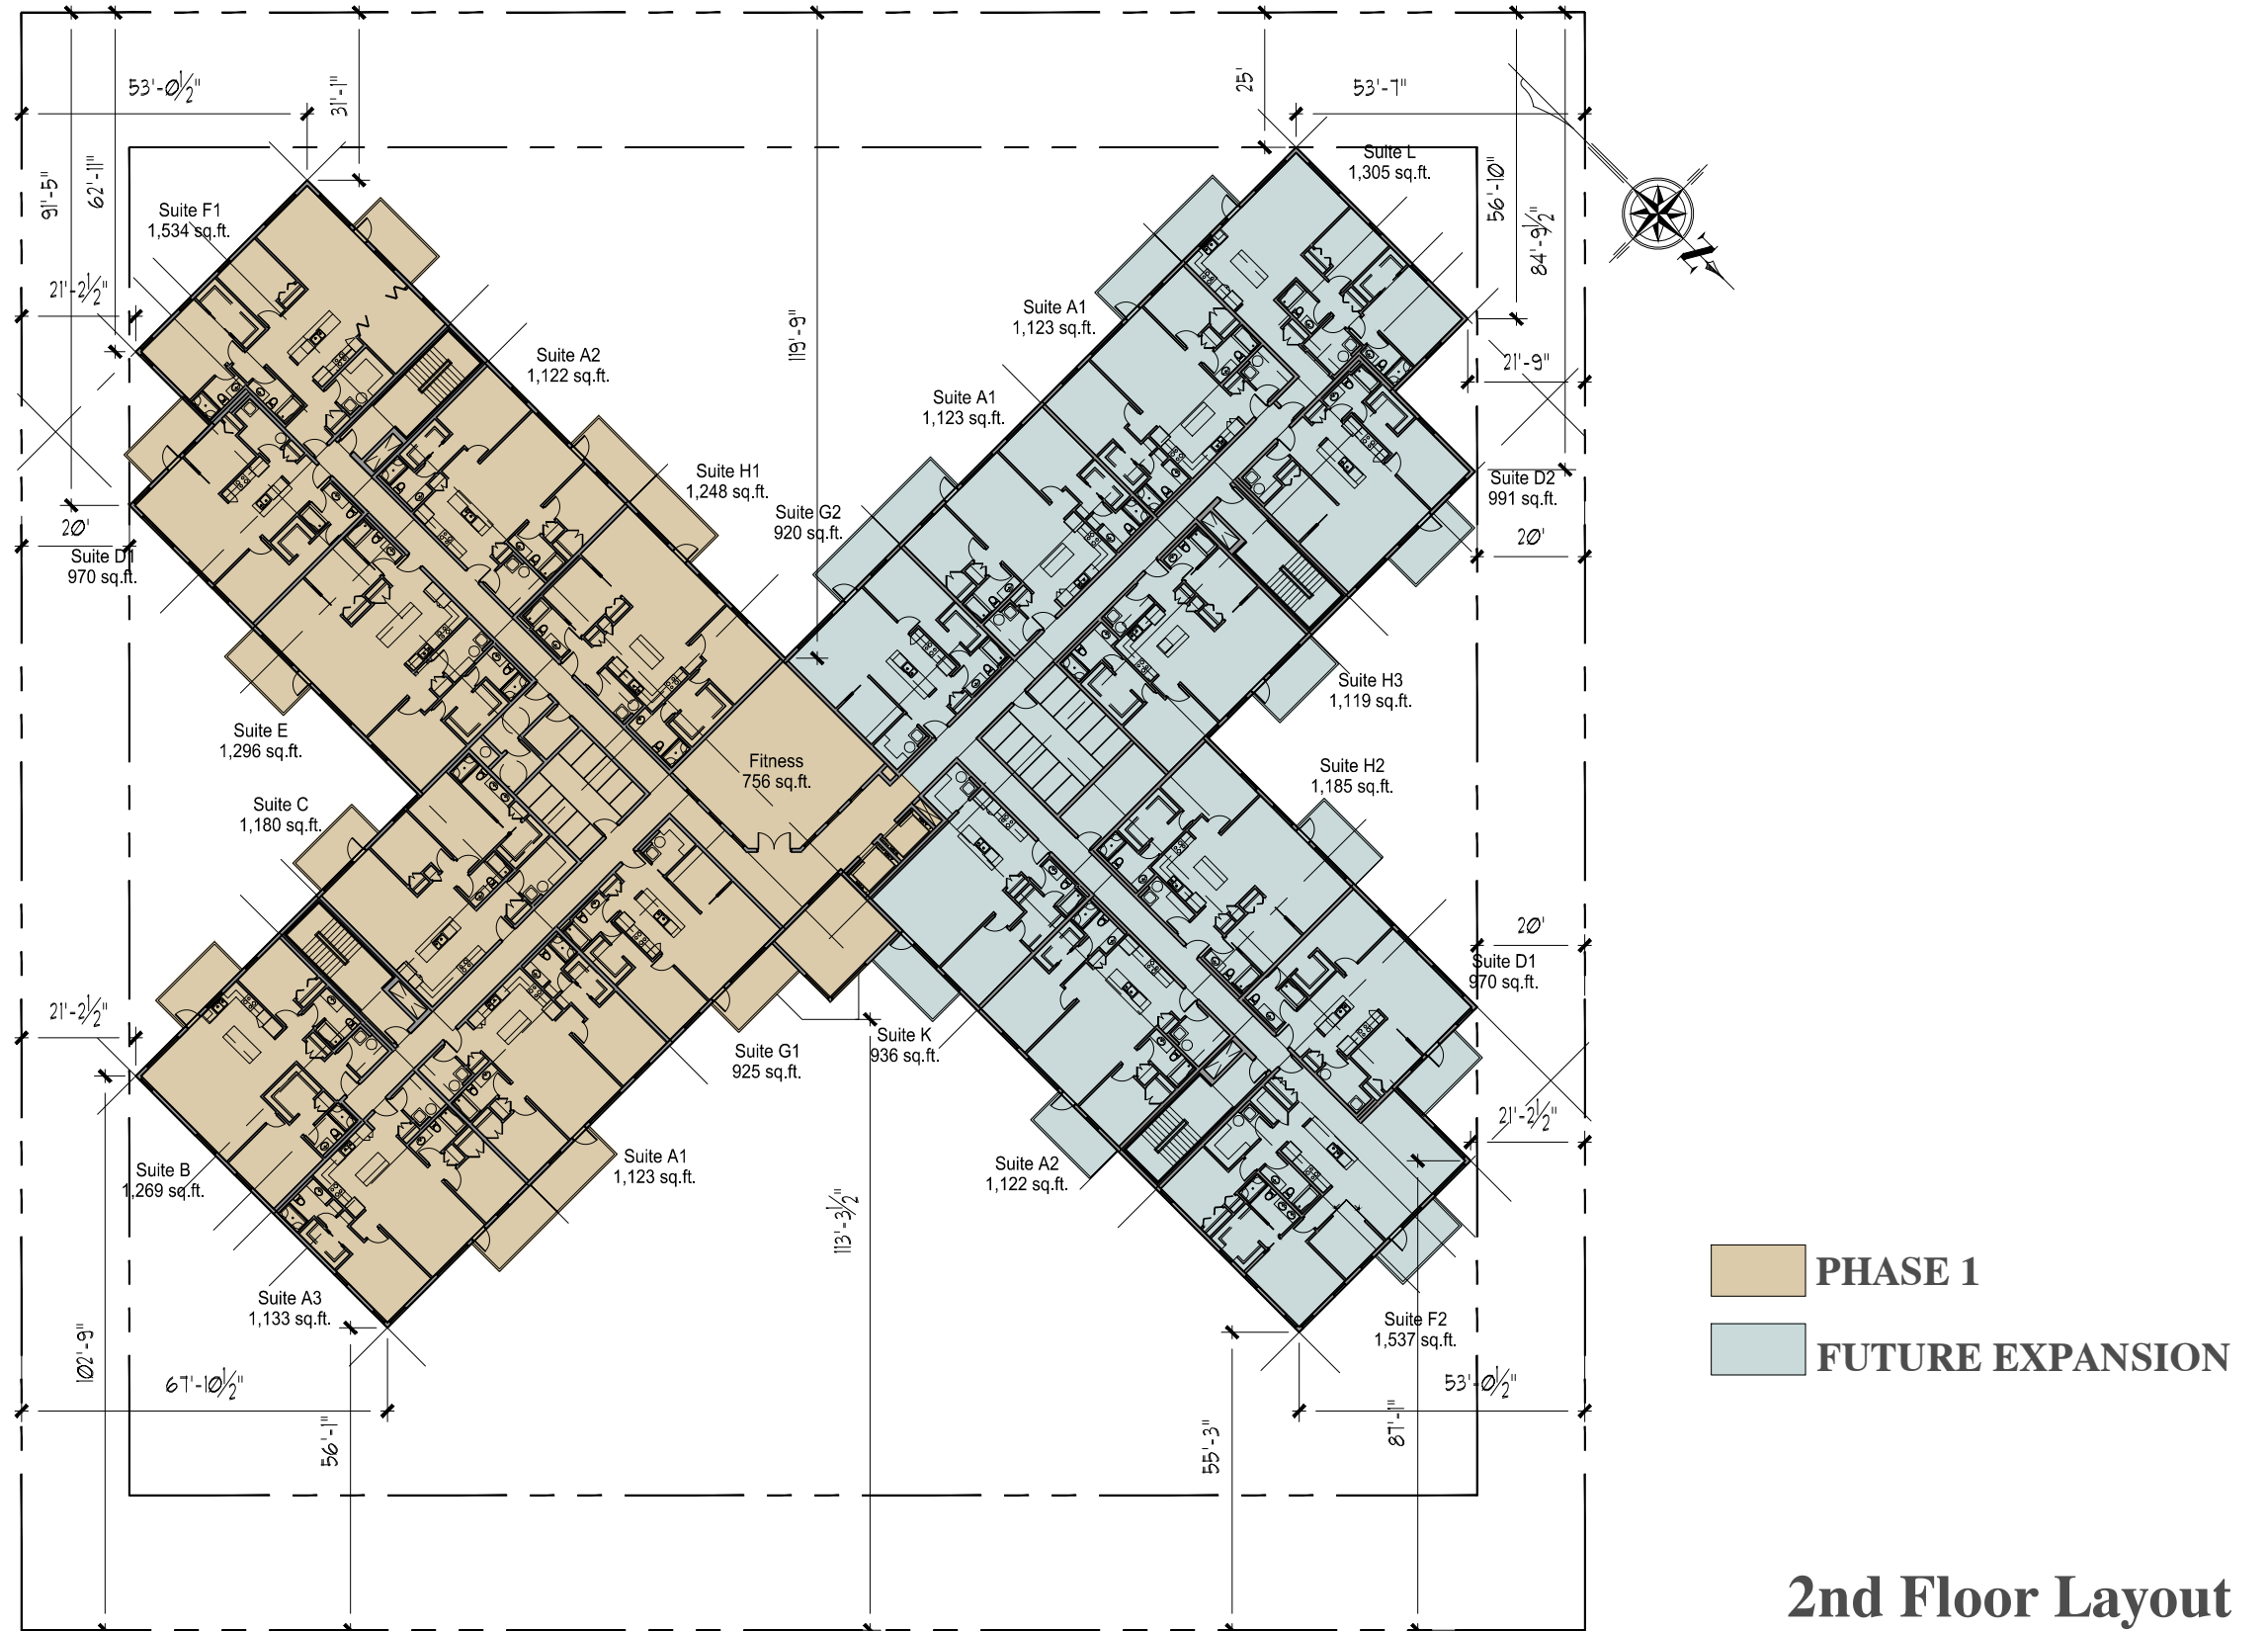 53'-0½"
31'-1"
25'
53'-7"
91'-5"
62'-11"
119'-9"
56'-10"
84'-9½"
Suite L
1,305 sq.ft.
Suite F1
1,534 sq.ft.
N
21'-2½"
Suite A1
1,123 sq.ft.
Suite A2
1,122 sq.ft.
21'-9"
Suite A1
1,123 sq.ft.
Suite H1
1,248 sq.ft.
Suite D2
991 sq.ft.
Suite G2
920 sq.ft.
20'
20'
Suite D1
970 sq.ft.
Suite H3
1,119 sq.ft.
Suite E
1,296 sq.ft.
Fitness
756 sq.ft.
Suite H2
1,185 sq.ft.
Suite C
1,180 sq.ft.
20'
Suite D1
970 sq.ft.
21'-2½"
Suite K
936 sq.ft.
Suite G1
925 sq.ft.
21'-2½"
Suite B
1,269 sq.ft.
Suite A1
1,123 sq.ft.
Suite A2
1,122 sq.ft.
113'-3½"
PHASE 1
Suite A3
1,133 sq.ft.
Suite F2
1,537 sq.ft.
FUTURE EXPANSION
102'-9"
67'-10½"
53'-0½"
56'-1"
55'-3"
87'-1"
2nd Floor Layout